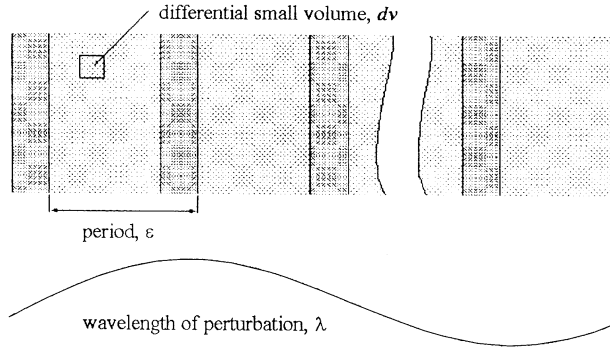 differential small volume, dv
period, ε
wavelength of perturbation, λ